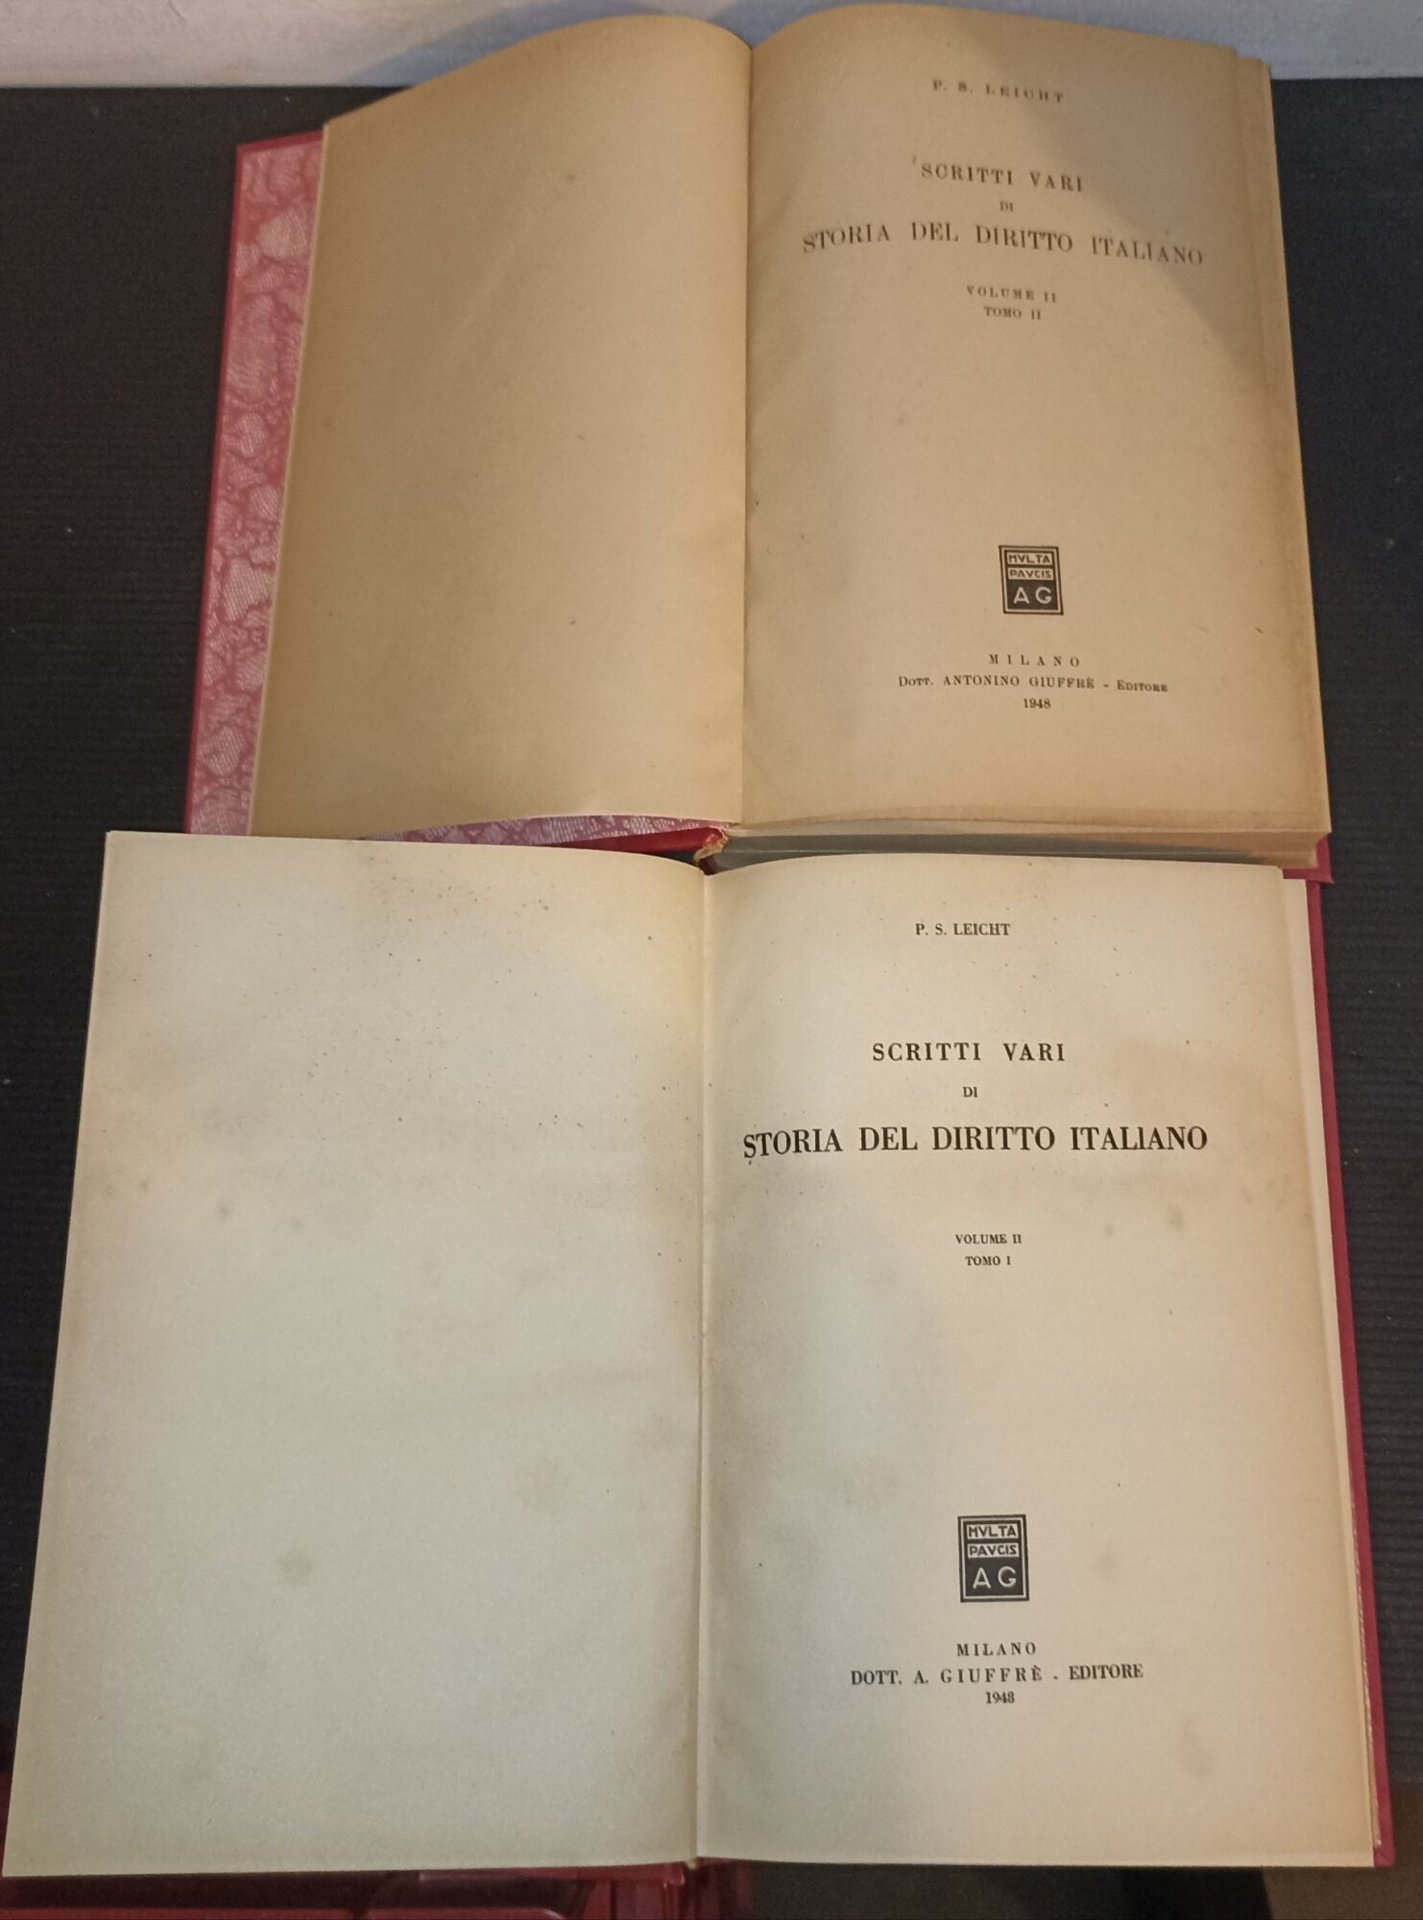 P. S. LEICHT
SCRITTI VARI
DI
STORIA DEL DIRITTO ITALIANO
VOLUME II
TOMO II
MVLTA
PAVCIS
AG
MILANO
DOTT. ANTONINO GIUFFRÈ - EDITORE
1948
P. S. LEICHT
SCRITTI VARI
DI
STORIA DEL DIRITTO ITALIANO
VOLUME II
TOMO I
MVLTA
PAVCIS
AG
MILANO
DOTT. A. GIUFFRÈ - EDITORE
1948